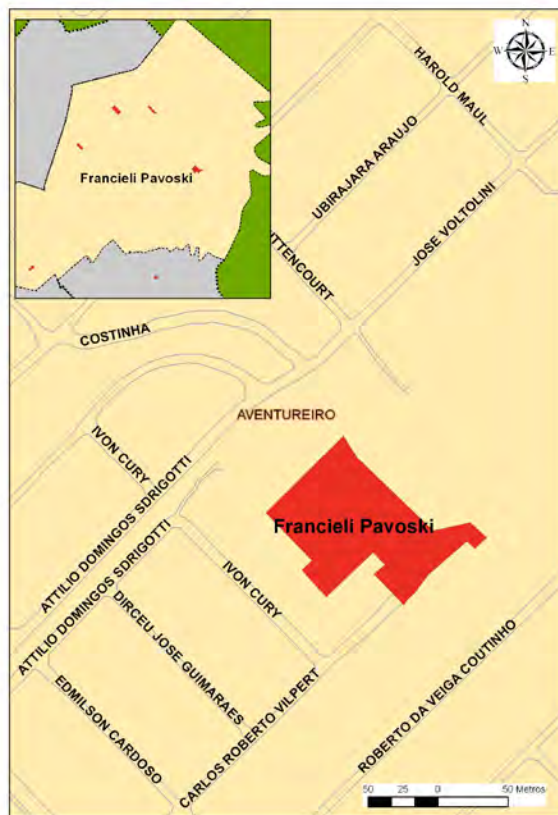 N
W
E
S
HAROLD MAUL
UBIRAJARA ARAUJO
Francieli Pavoski
JOSE VOLTOLINI
ITTENCOURT
COSTINHA
AVENTUREIRO
IVON CURY
ATTILIO DOMINGOS SDRIGOTTI
Francieli Pavoski
ATTILIO DOMINGOS SDRIGOTTI
IVON CURY
DIRCEU JOSE GUIMARAES
EDMILSON CARDOSO
CARLOS ROBERTO VILPERT
ROBERTO DA VEIGA COUTINHO
50 25 0 50 Metros